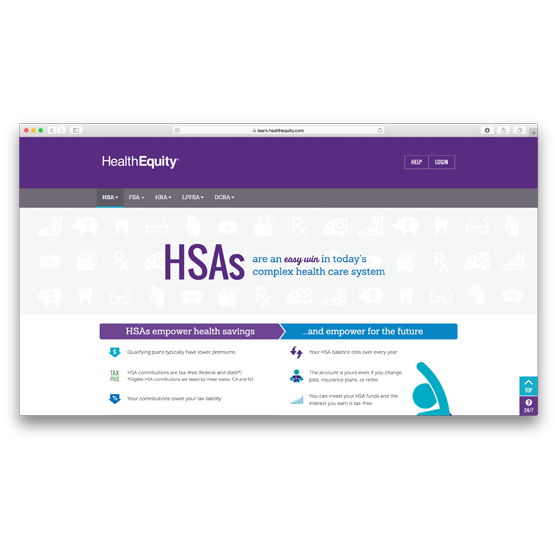 learn.healthequity.com
HealthEquity
HELP LOGIN
HSA FSA HRA LPFSA DCRA
HSAs are an easy win in today's
complex health care system
HSAs empower health savings
...and empower for the future
$ Qualifying plans typically have lower premiums
Your HSA balance rolls over every year
TAX
FREE
HSA contributions are tax-free (federal and state*)
*Eligible HSA contributions are taxed by these states: CA and NJ
The account is yours even if you change
jobs, insurance plans, or retire
% Your contributions lower your tax liability
You can invest your HSA funds and the
interest you earn is tax-free
TOP
24/7